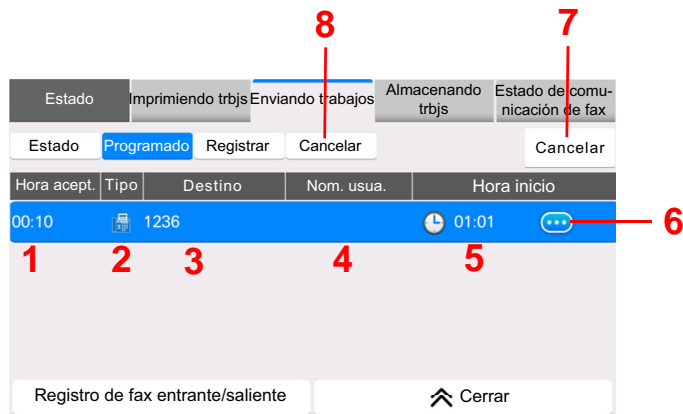 8 7
Estado Imprimiendo trbjs Enviando trabajos Almacenando trbjs Estado de comu-nicación de fax
Estado Programado Registrar Cancelar Cancelar
Hora acept. Tipo Destino Nom. usua. Hora inicio
00:10 1236 01:01 6
1 2 3 4 5
Registro de fax entrante/saliente Cerrar